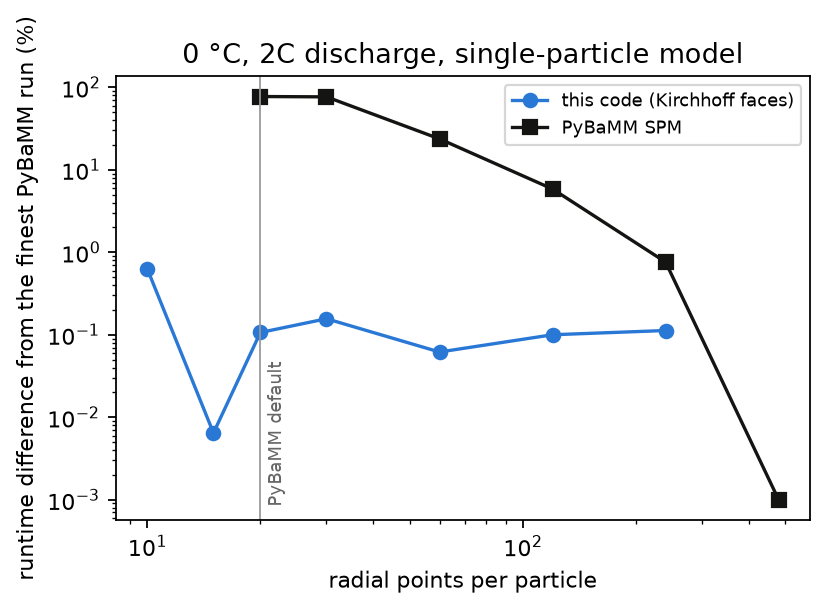 0 °C, 2C discharge, single-particle model
runtime difference from the finest PyBaMM run (%)
10²
10¹
10⁰
10⁻¹
10⁻²
10⁻³
this code (Kirchhoff faces)
PyBaMM SPM
PyBaMM default
10¹
10²
radial points per particle